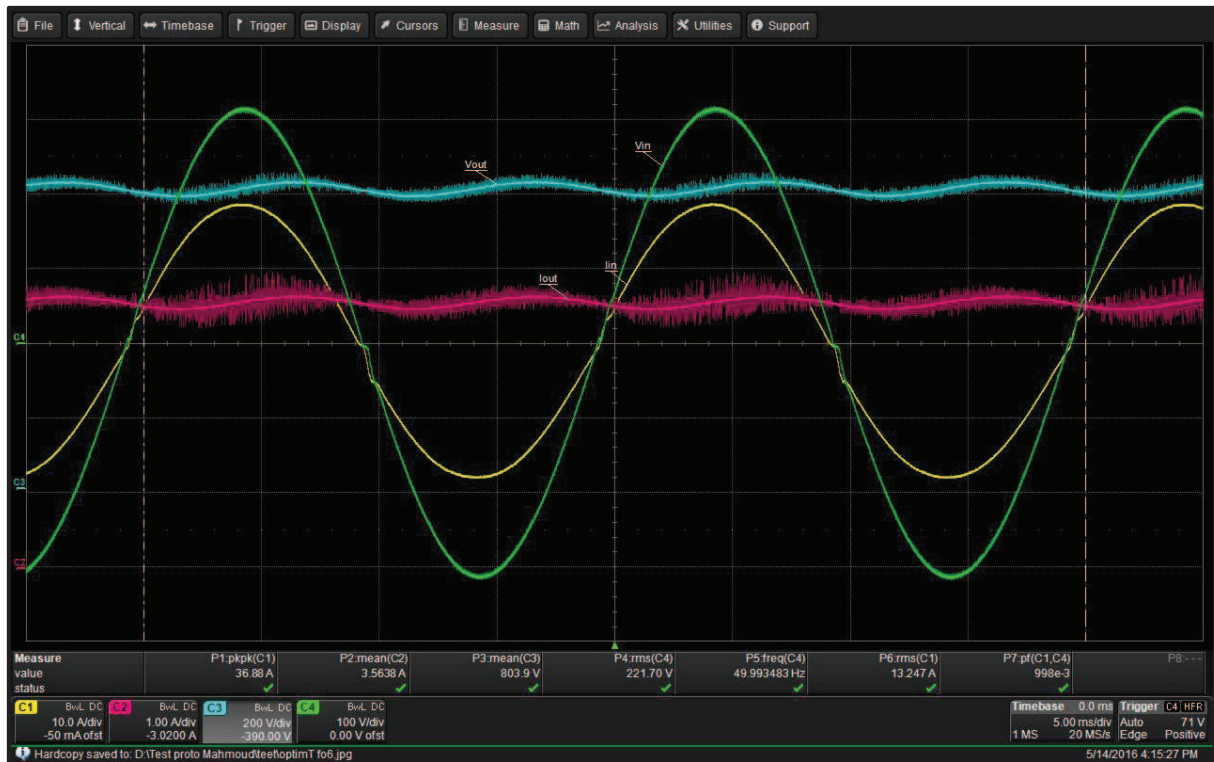 File Vertical Timebase Trigger Display Cursors Measure Math Analysis Utilities Support
Vin
Vout
Iin
Iout
C4
C3
C2
Measure P1:pkpk(C1) P2:mean(C2) P3:mean(C3) P4:rms(C4) P5:freq(C4) P6:rms(C1) P7:pf(C1,C4) P8:---
value 36.88 A 3.5638 A 803.9 V 221.70 V 49.993483 Hz 13.247 A 998e-3
status
C1 BwL DC C2 BwL DC C3 BwL DC C4 BwL DC Timebase 0.0 ms Trigger C4 HFR
10.0 A/div 1.00 A/div 200 V/div 100 V/div 5.00 ms/div Auto 71 V
-50 mA ofst -3.0200 A -390.00 V 0.00 V ofst 1 MS 20 MS/s Edge Positive
Hardcopy saved to: D:\Test proto Mahmoud\teet\optimT fo6.jpg 5/14/2016 4:15:27 PM